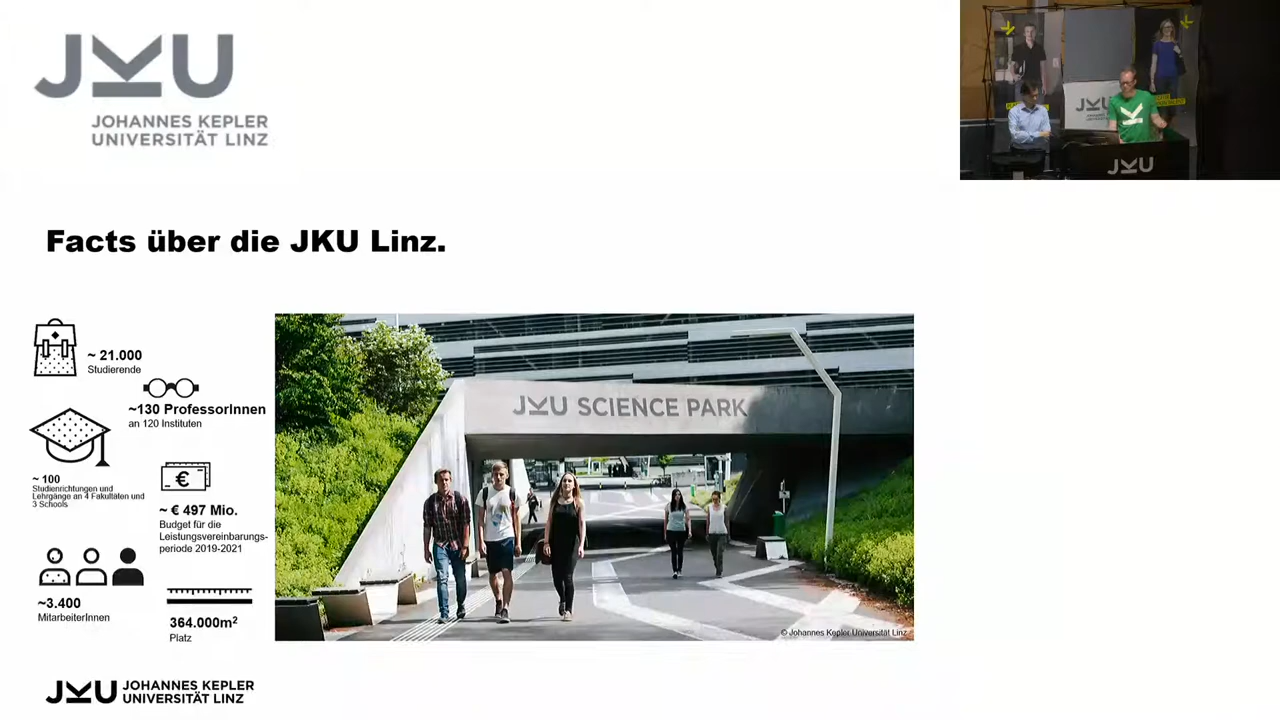 JKU
JOHANNES KEPLER
UNIVERSITÄT LINZ
JKU
JKU
Facts über die JKU Linz.
~ 21.000
Studierende
~130 ProfessorInnen
an 120 Instituten
~ 100
Studienrichtungen und
Lehrgänge an 4 Fakultäten und
3 Schools
~ € 497 Mio.
Budget für die
Leistungsvereinbarungs-
periode 2019-2021
~3.400
MitarbeiterInnen
364.000m²
Platz
JKU SCIENCE PARK
© Johannes Kepler Universität Linz
JKU JOHANNES KEPLER
UNIVERSITÄT LINZ